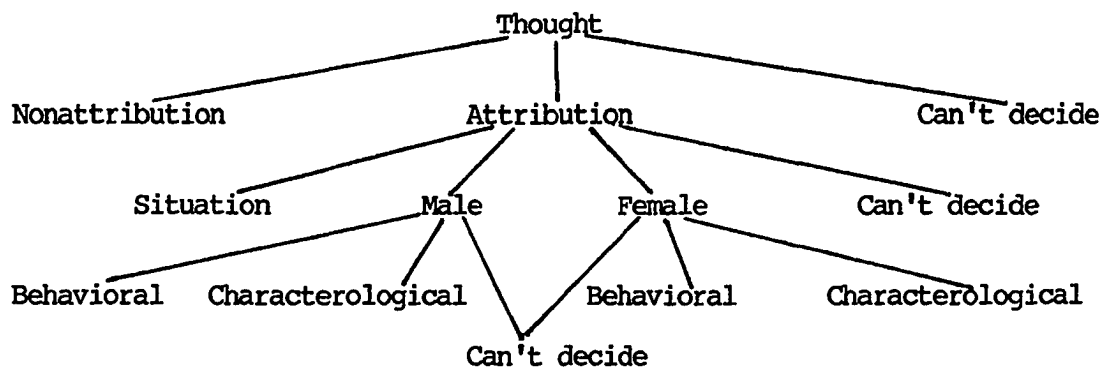 Thought
Nonattribution Attribution Can't decide
Situation Male Female Can't decide
Behavioral Characterological Behavioral Characterological
Can't decide